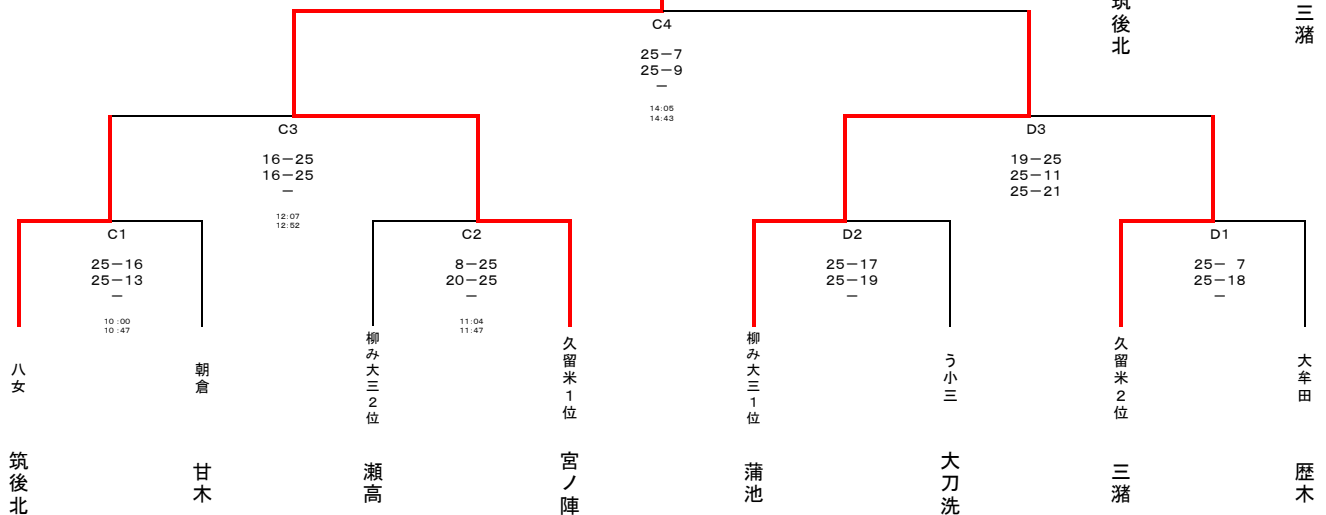 筑後北
三潴
C4
25－7
25－9
－
14:05
14:43
C3
16－25
16－25
－
12:07
12:52
D3
19－25
25－11
25－21
C1
25－16
25－13
－
10:00
10:47
C2
8－25
20－25
－
11:04
11:47
D2
25－17
25－19
－
D1
25－ 7
25－18
－
八女
朝倉
柳み大三2位
久留米1位
柳み大三1位
う小三
久留米2位
大牟田
筑後北
甘木
瀬高
宮ノ陣
蒲池
大刀洗
三潴
歴木